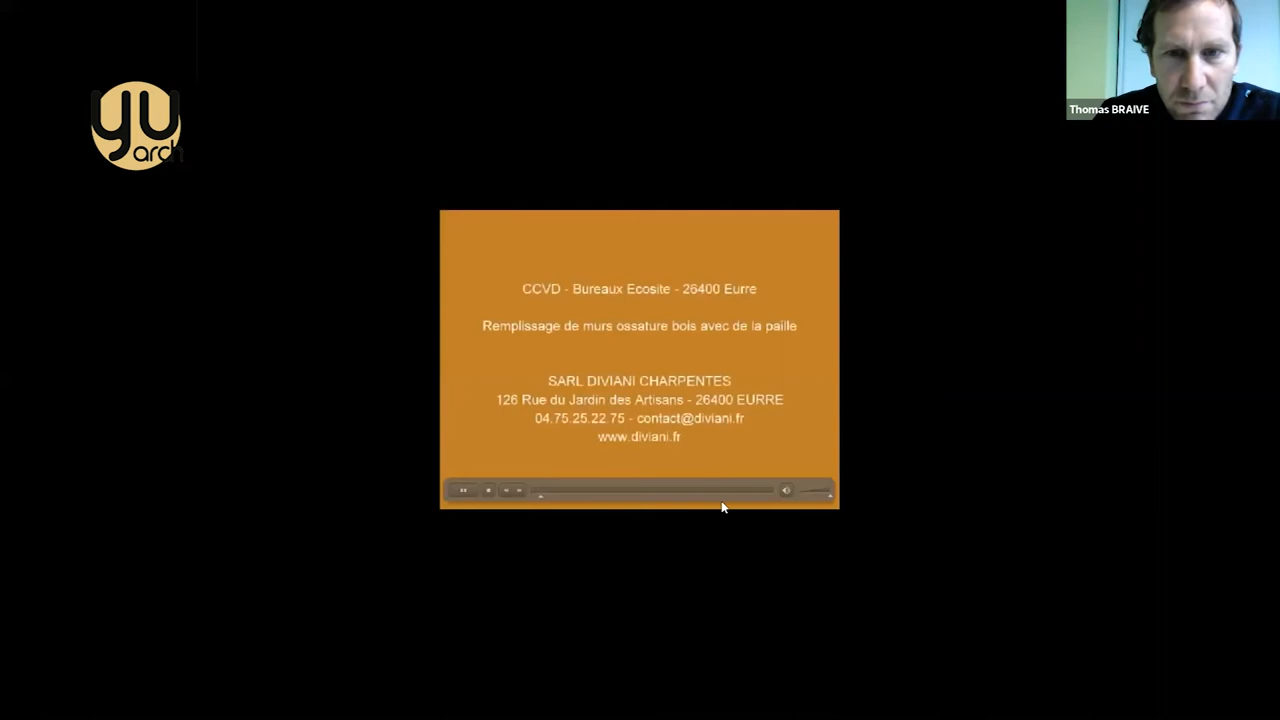 yu
arch
Thomas BRAIVE
CCVD - Bureaux Ecosite - 26400 Eurre
Remplissage de murs ossature bois avec de la paille
SARL DIVIANI CHARPENTES
126 Rue du Jardin des Artisans - 26400 EURRE
04.75.25.22.75 - contact@diviani.fr
www.diviani.fr